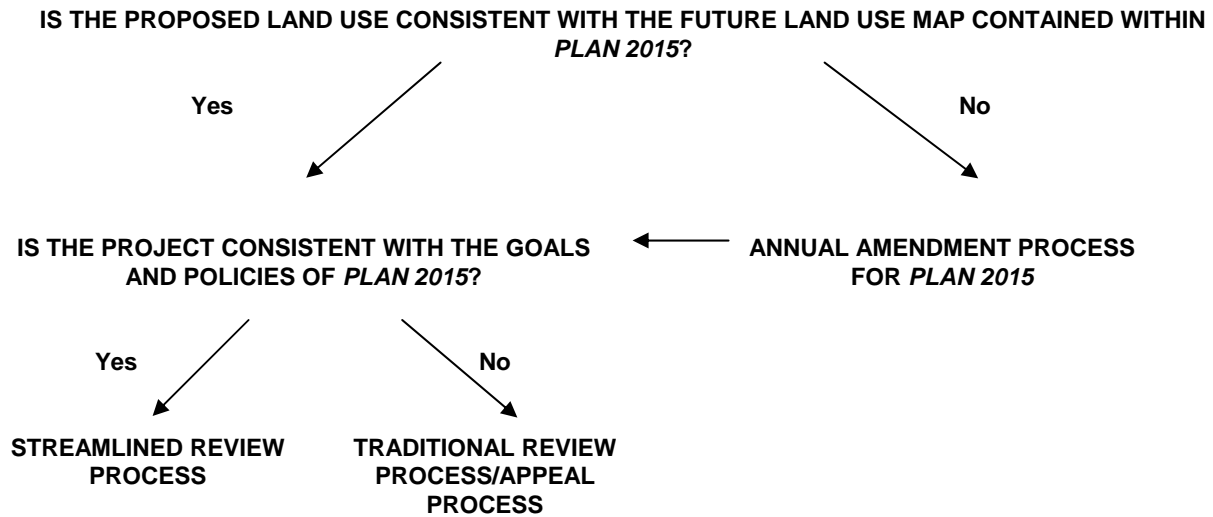 IS THE PROPOSED LAND USE CONSISTENT WITH THE FUTURE LAND USE MAP CONTAINED WITHIN
PLAN 2015?
Yes
No
IS THE PROJECT CONSISTENT WITH THE GOALS
AND POLICIES OF PLAN 2015?
ANNUAL AMENDMENT PROCESS
FOR PLAN 2015
Yes
No
STREAMLINED REVIEW
PROCESS
TRADITIONAL REVIEW
PROCESS/APPEAL
PROCESS